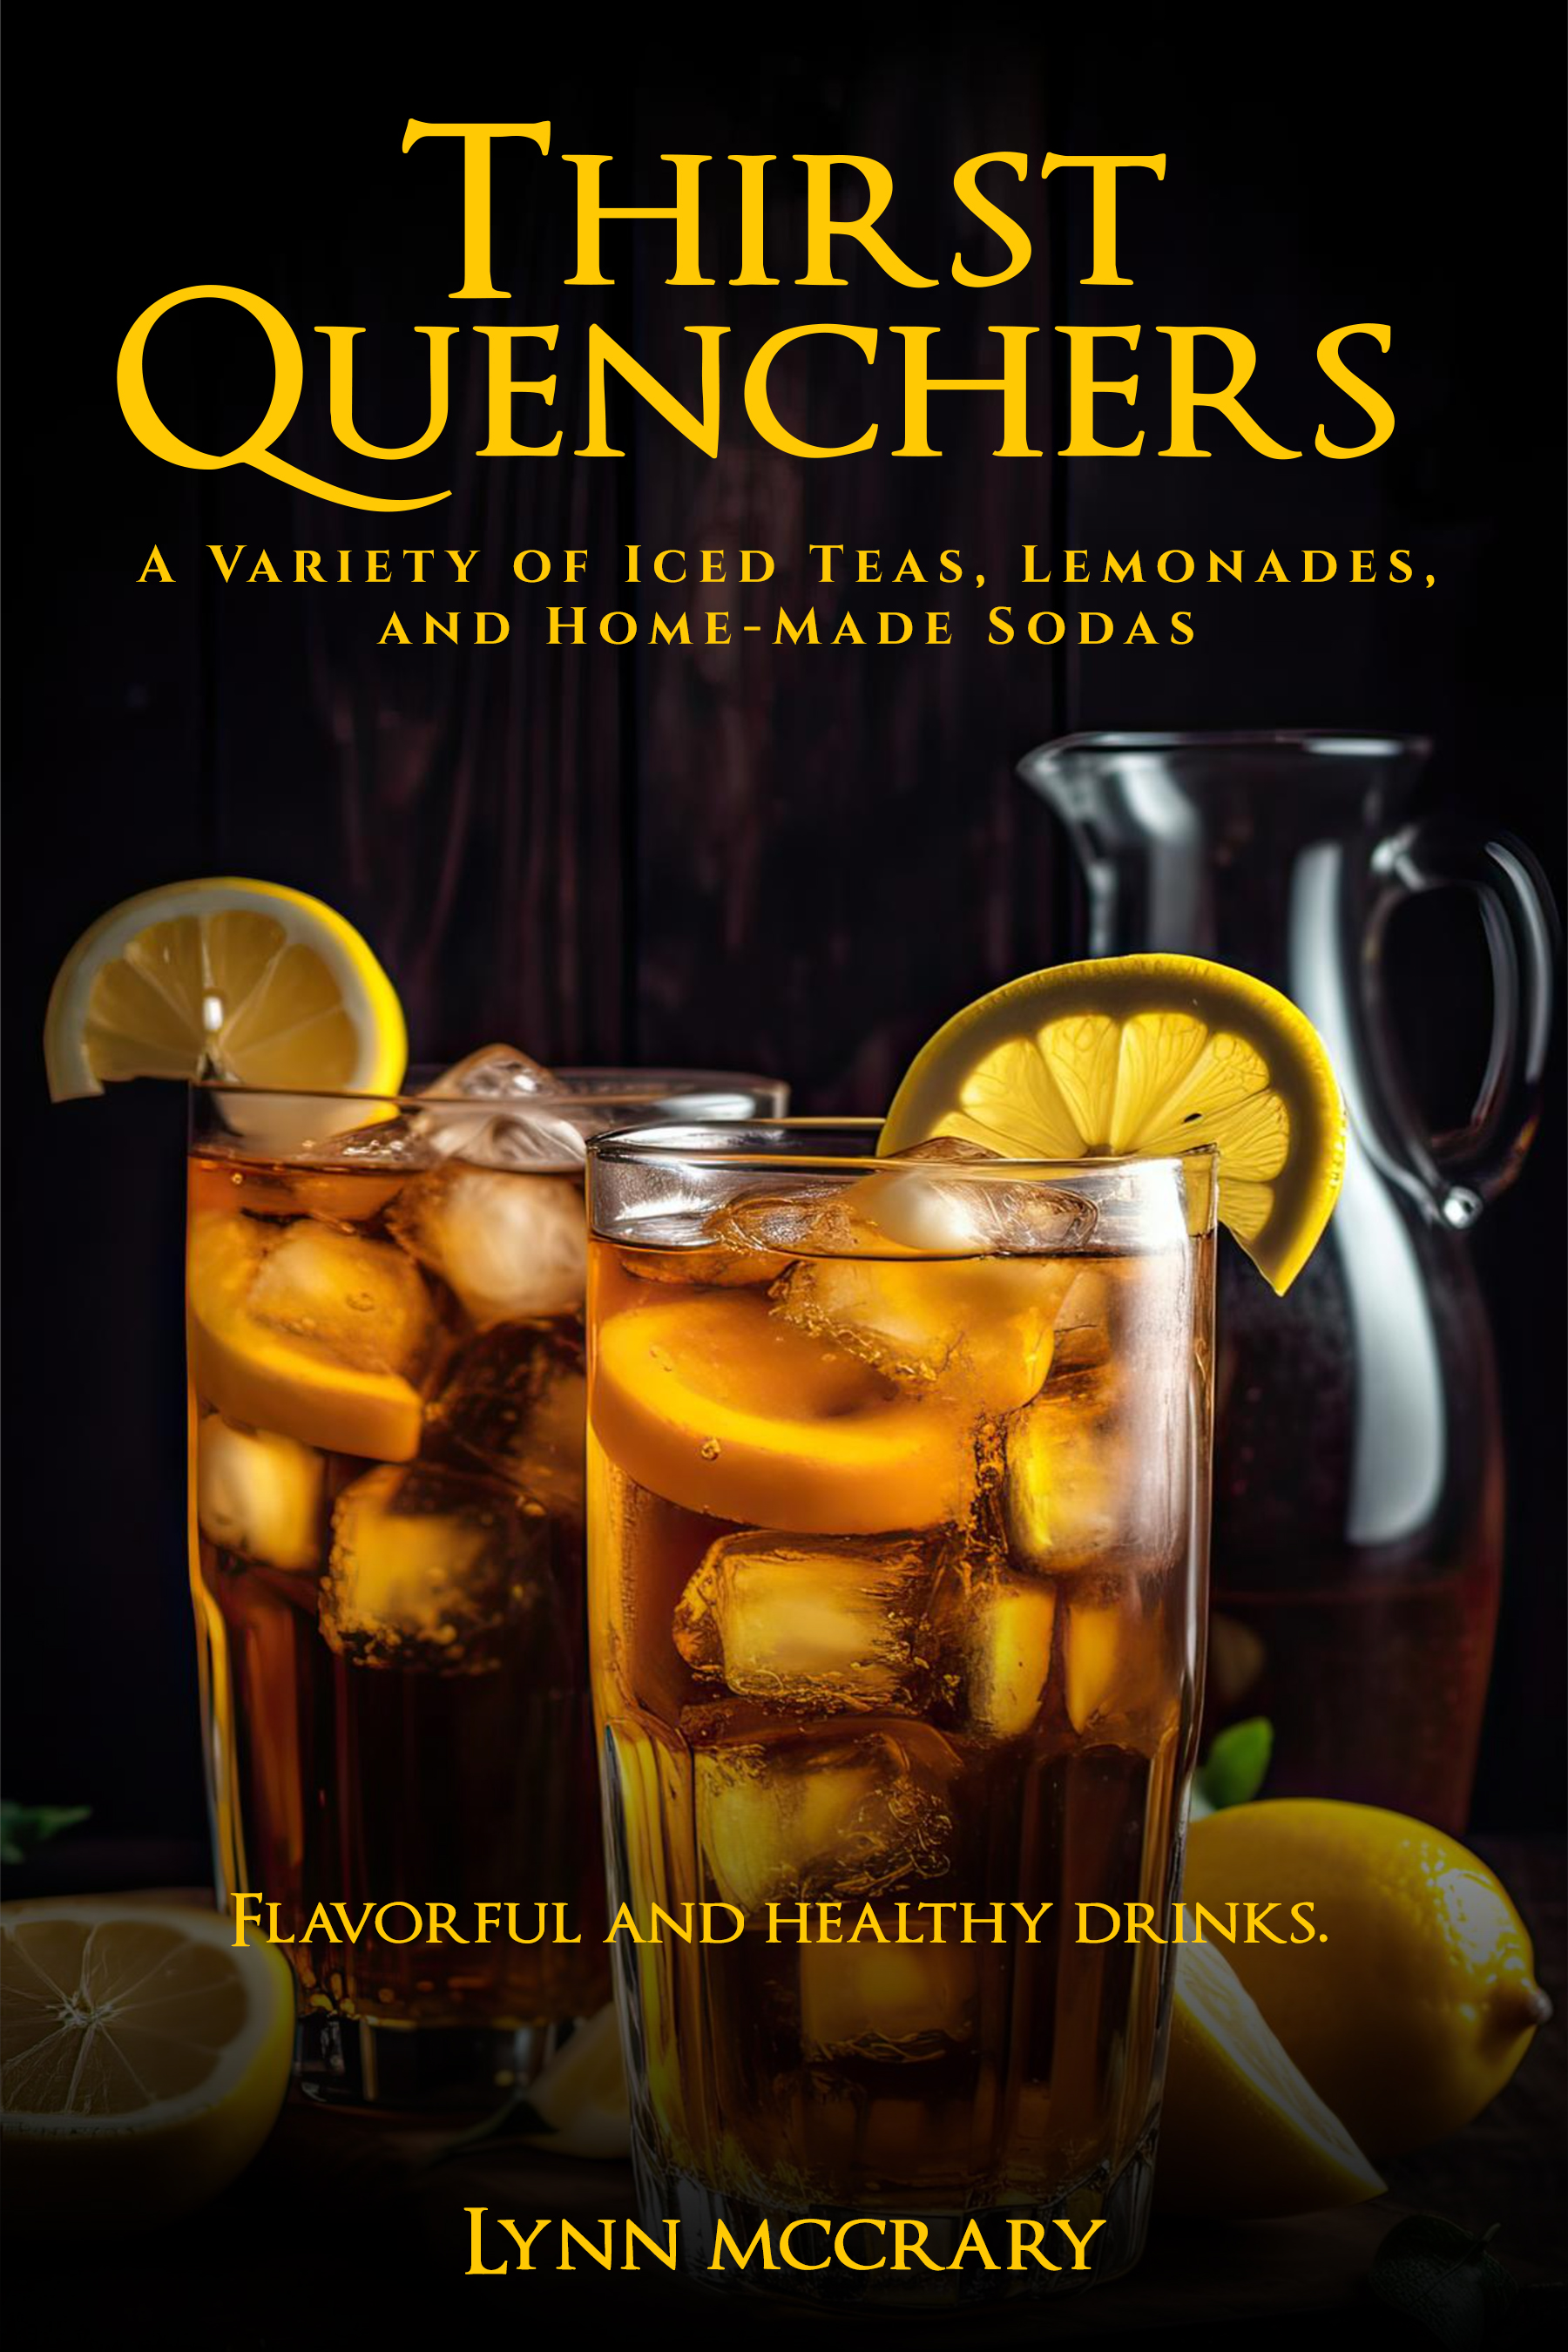 Thirst
Quenchers
A Variety of Iced Teas, Lemonades,
and Home-Made Sodas
Flavorful and healthy drinks.
Lynn mccrary